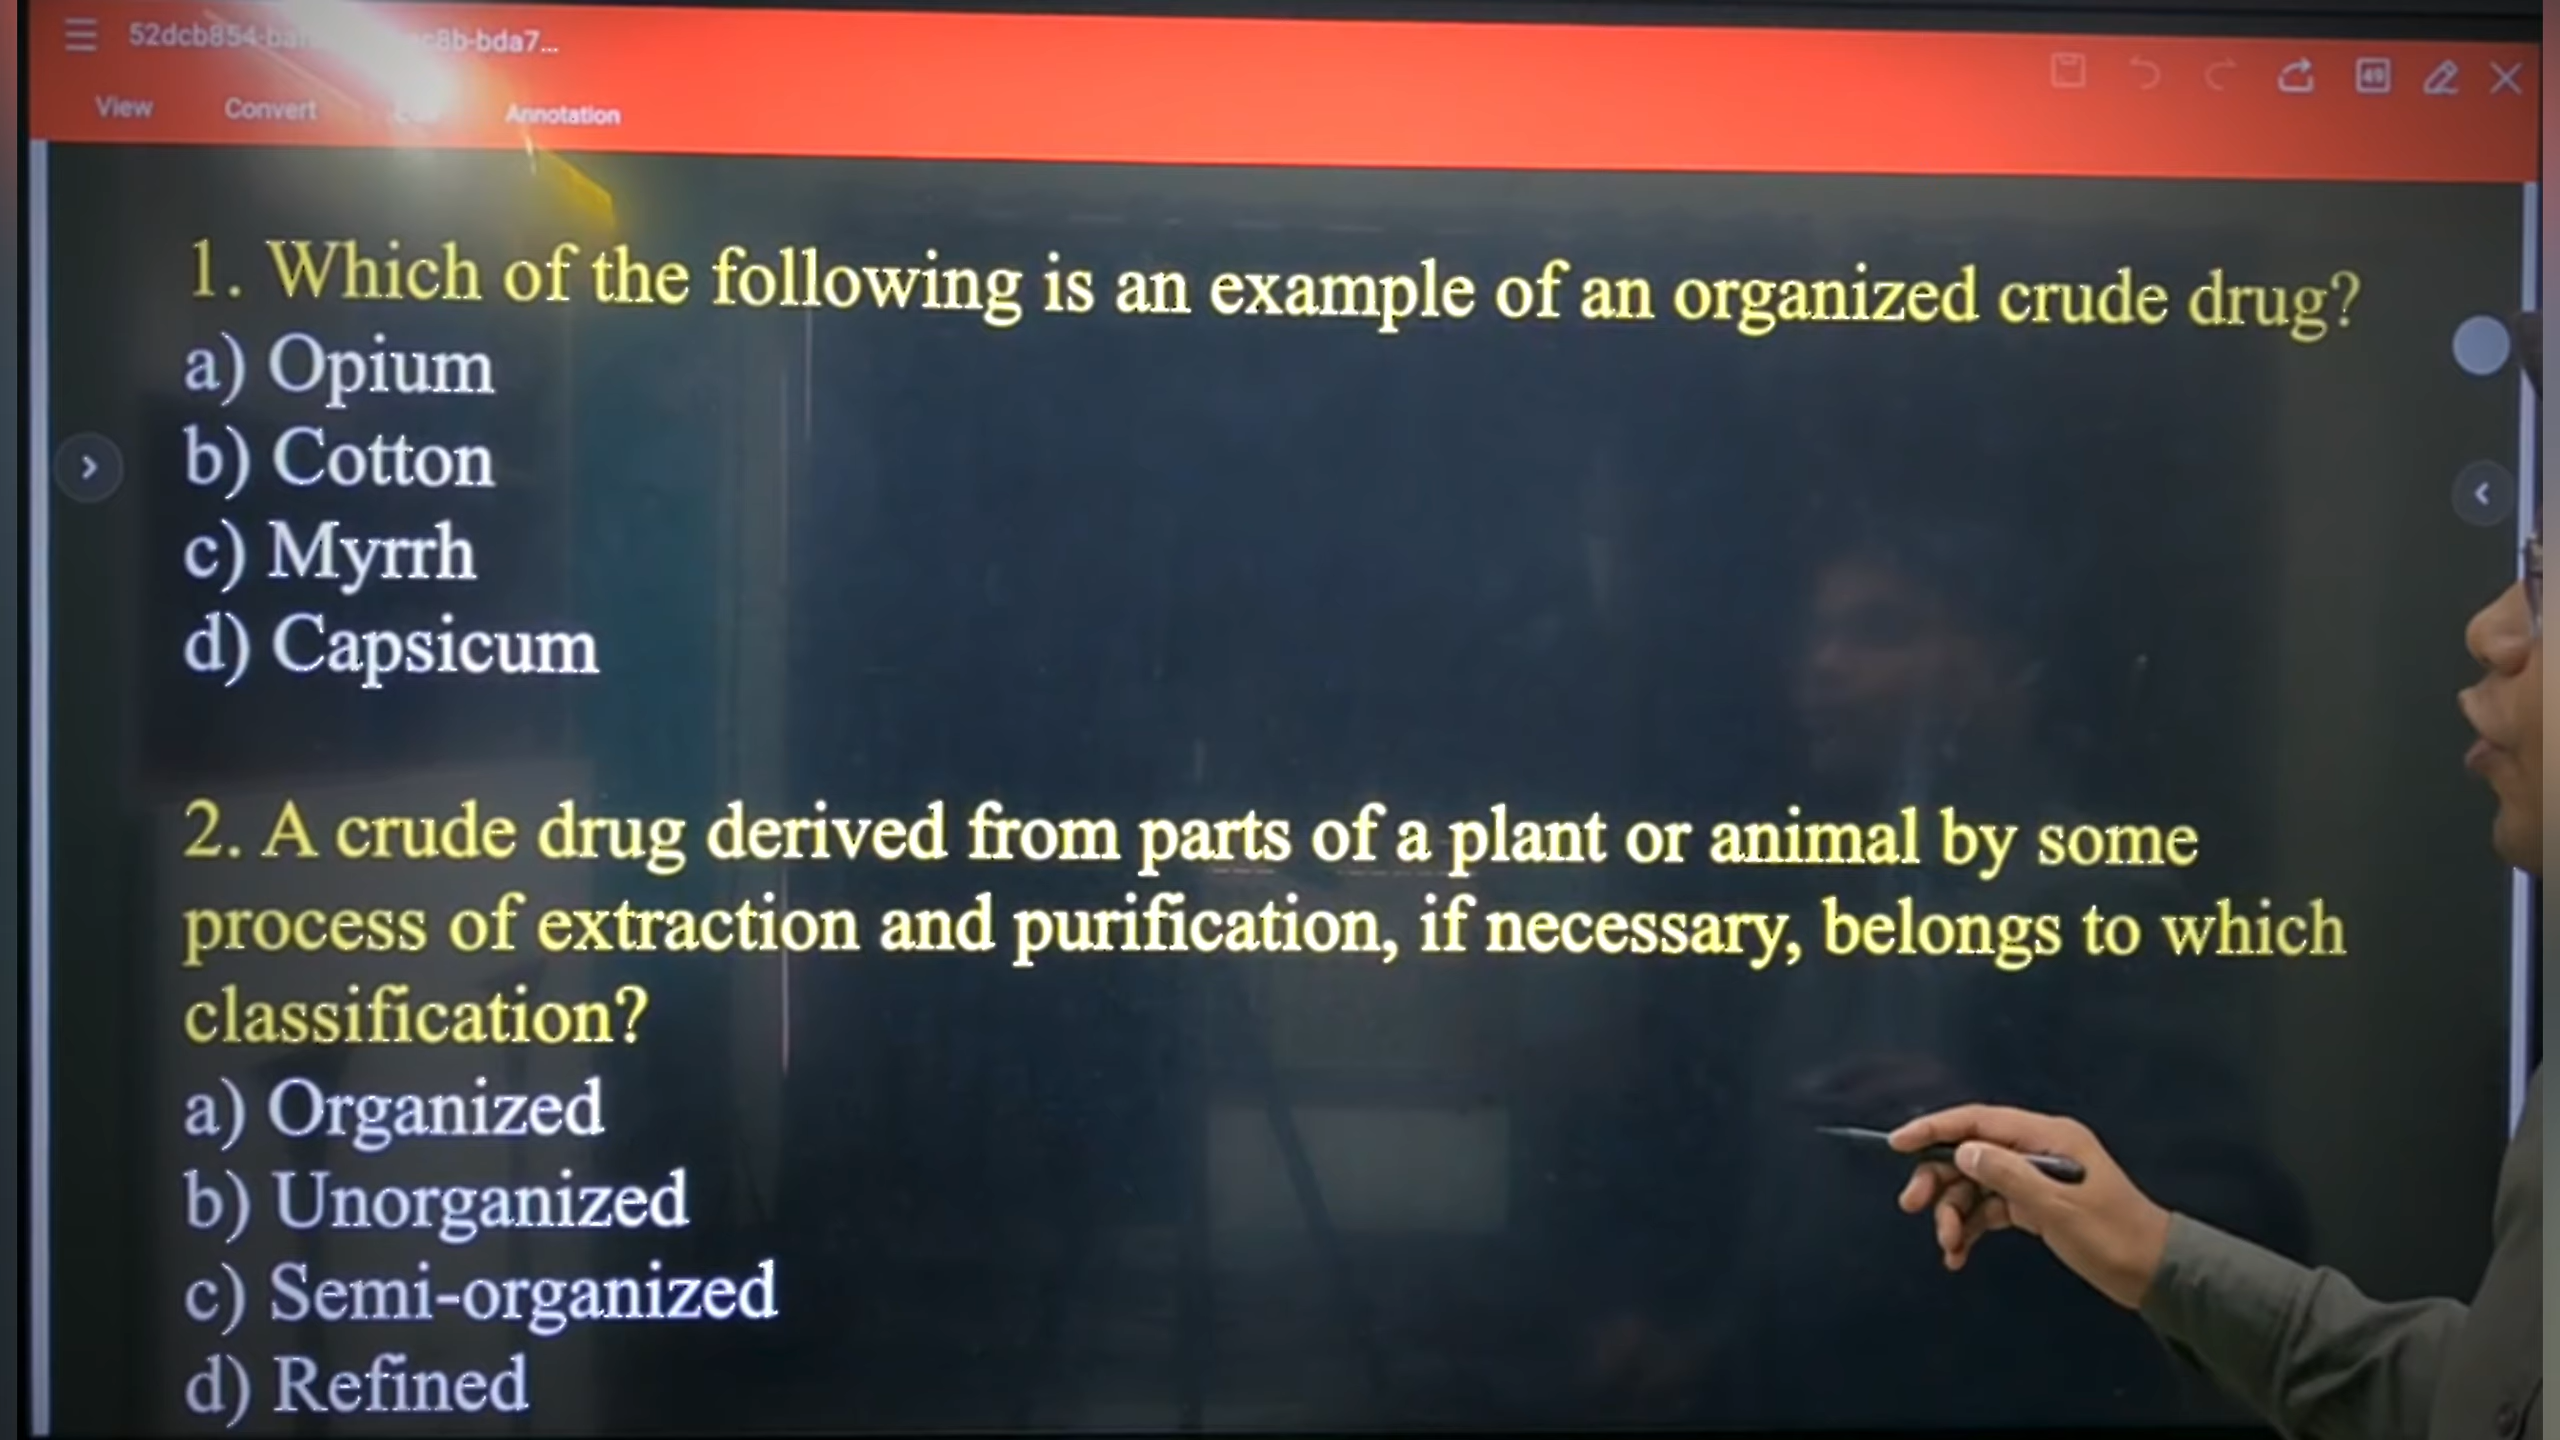 View Convert Annotation
49
1. Which of the following is an example of an organized crude drug?
a) Opium
b) Cotton
c) Myrrh
d) Capsicum
2. A crude drug derived from parts of a plant or animal by some
process of extraction and purification, if necessary, belongs to which
classification?
a) Organized
b) Unorganized
c) Semi-organized
d) Refined